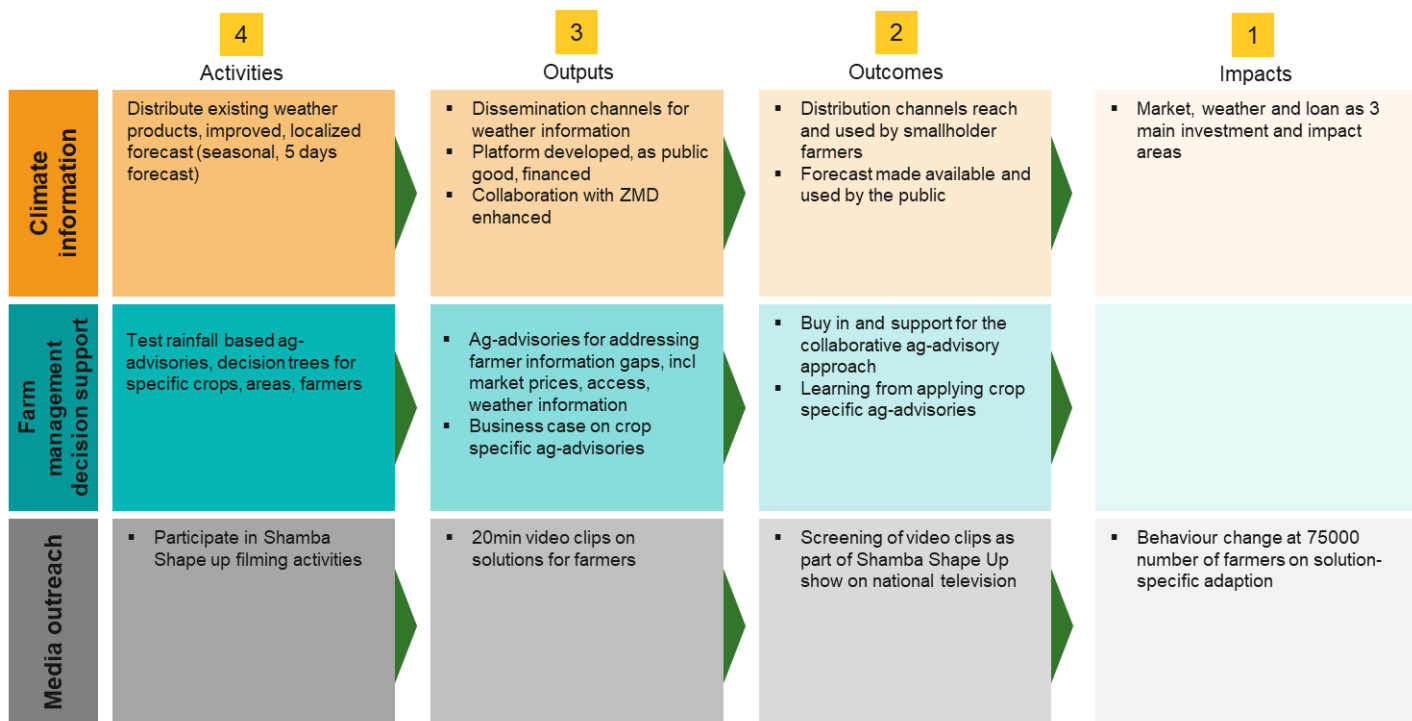 4
Activities
3
Outputs
2
Outcomes
1
Impacts
Climate
information
Distribute existing weather
products, improved, localized
forecast (seasonal, 5 days
forecast)
▪ Dissemination channels for
weather information
▪ Platform developed, as public
good, financed
▪ Collaboration with ZMD
enhanced
▪ Distribution channels reach
and used by smallholder
farmers
▪ Forecast made available and
used by the public
▪ Market, weather and loan as 3
main investment and impact
areas
Farm
management
decision support
Test rainfall based ag-
advisories, decision trees for
specific crops, areas, farmers
▪ Ag-advisories for addressing
farmer information gaps, incl
market prices, access,
weather information
▪ Business case on crop
specific ag-advisories
▪ Buy in and support for the
collaborative ag-advisory
approach
▪ Learning from applying crop
specific ag-advisories
Media outreach
▪ Participate in Shamba
Shape up filming activities
▪ 20min video clips on
solutions for farmers
▪ Screening of video clips as
part of Shamba Shape Up
show on national television
▪ Behaviour change at 75000
number of farmers on solution-
specific adaption